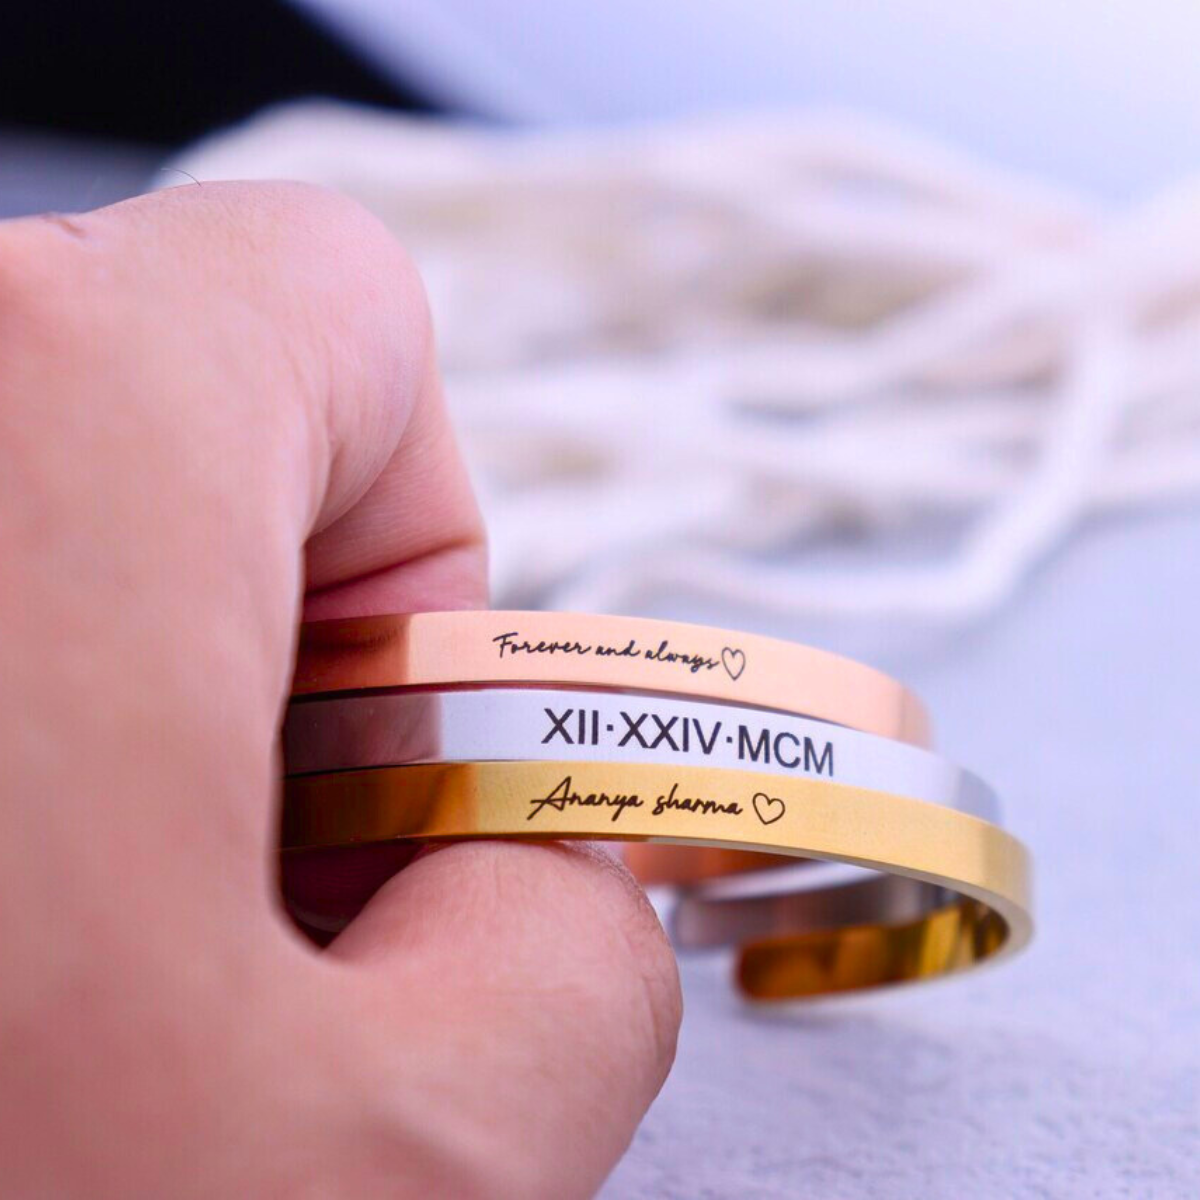 Forever and always♡
XII·XXIV·MCM
Ananya sharma ♡